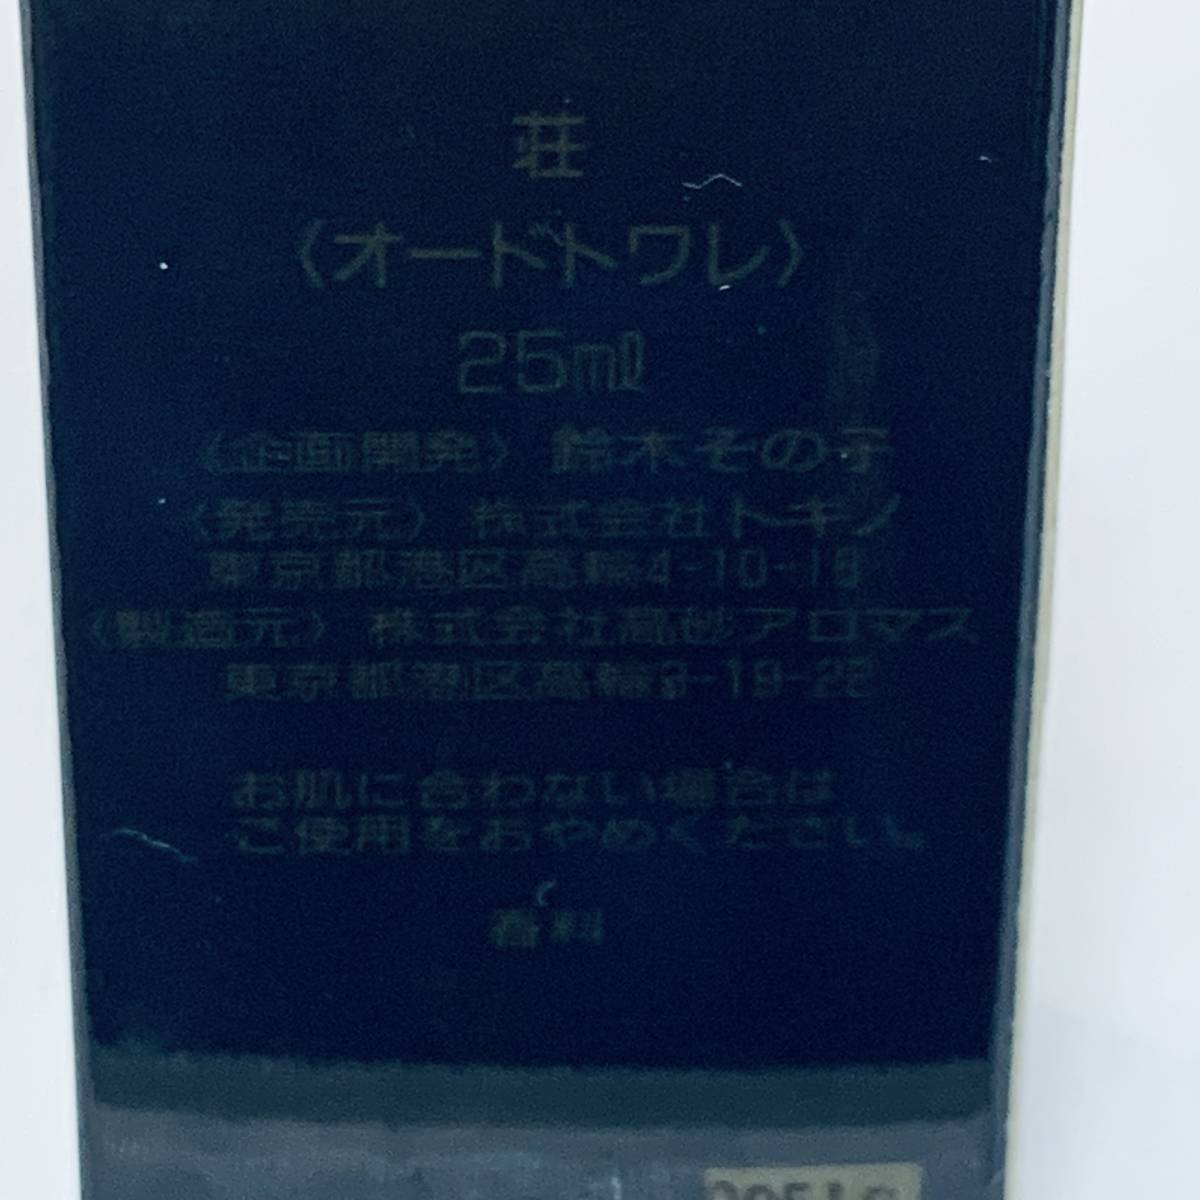 荘
〈オードトワレ〉
25ml
〈企画開発〉 鈴木その子
〈発売元〉 株式会社トキノ
東京都港区高輪4-10-18
〈製造元〉 株式会社高砂アロマス
東京都港区高輪3-19-22
お肌に合わない場合は
ご使用をおやめください。
香料